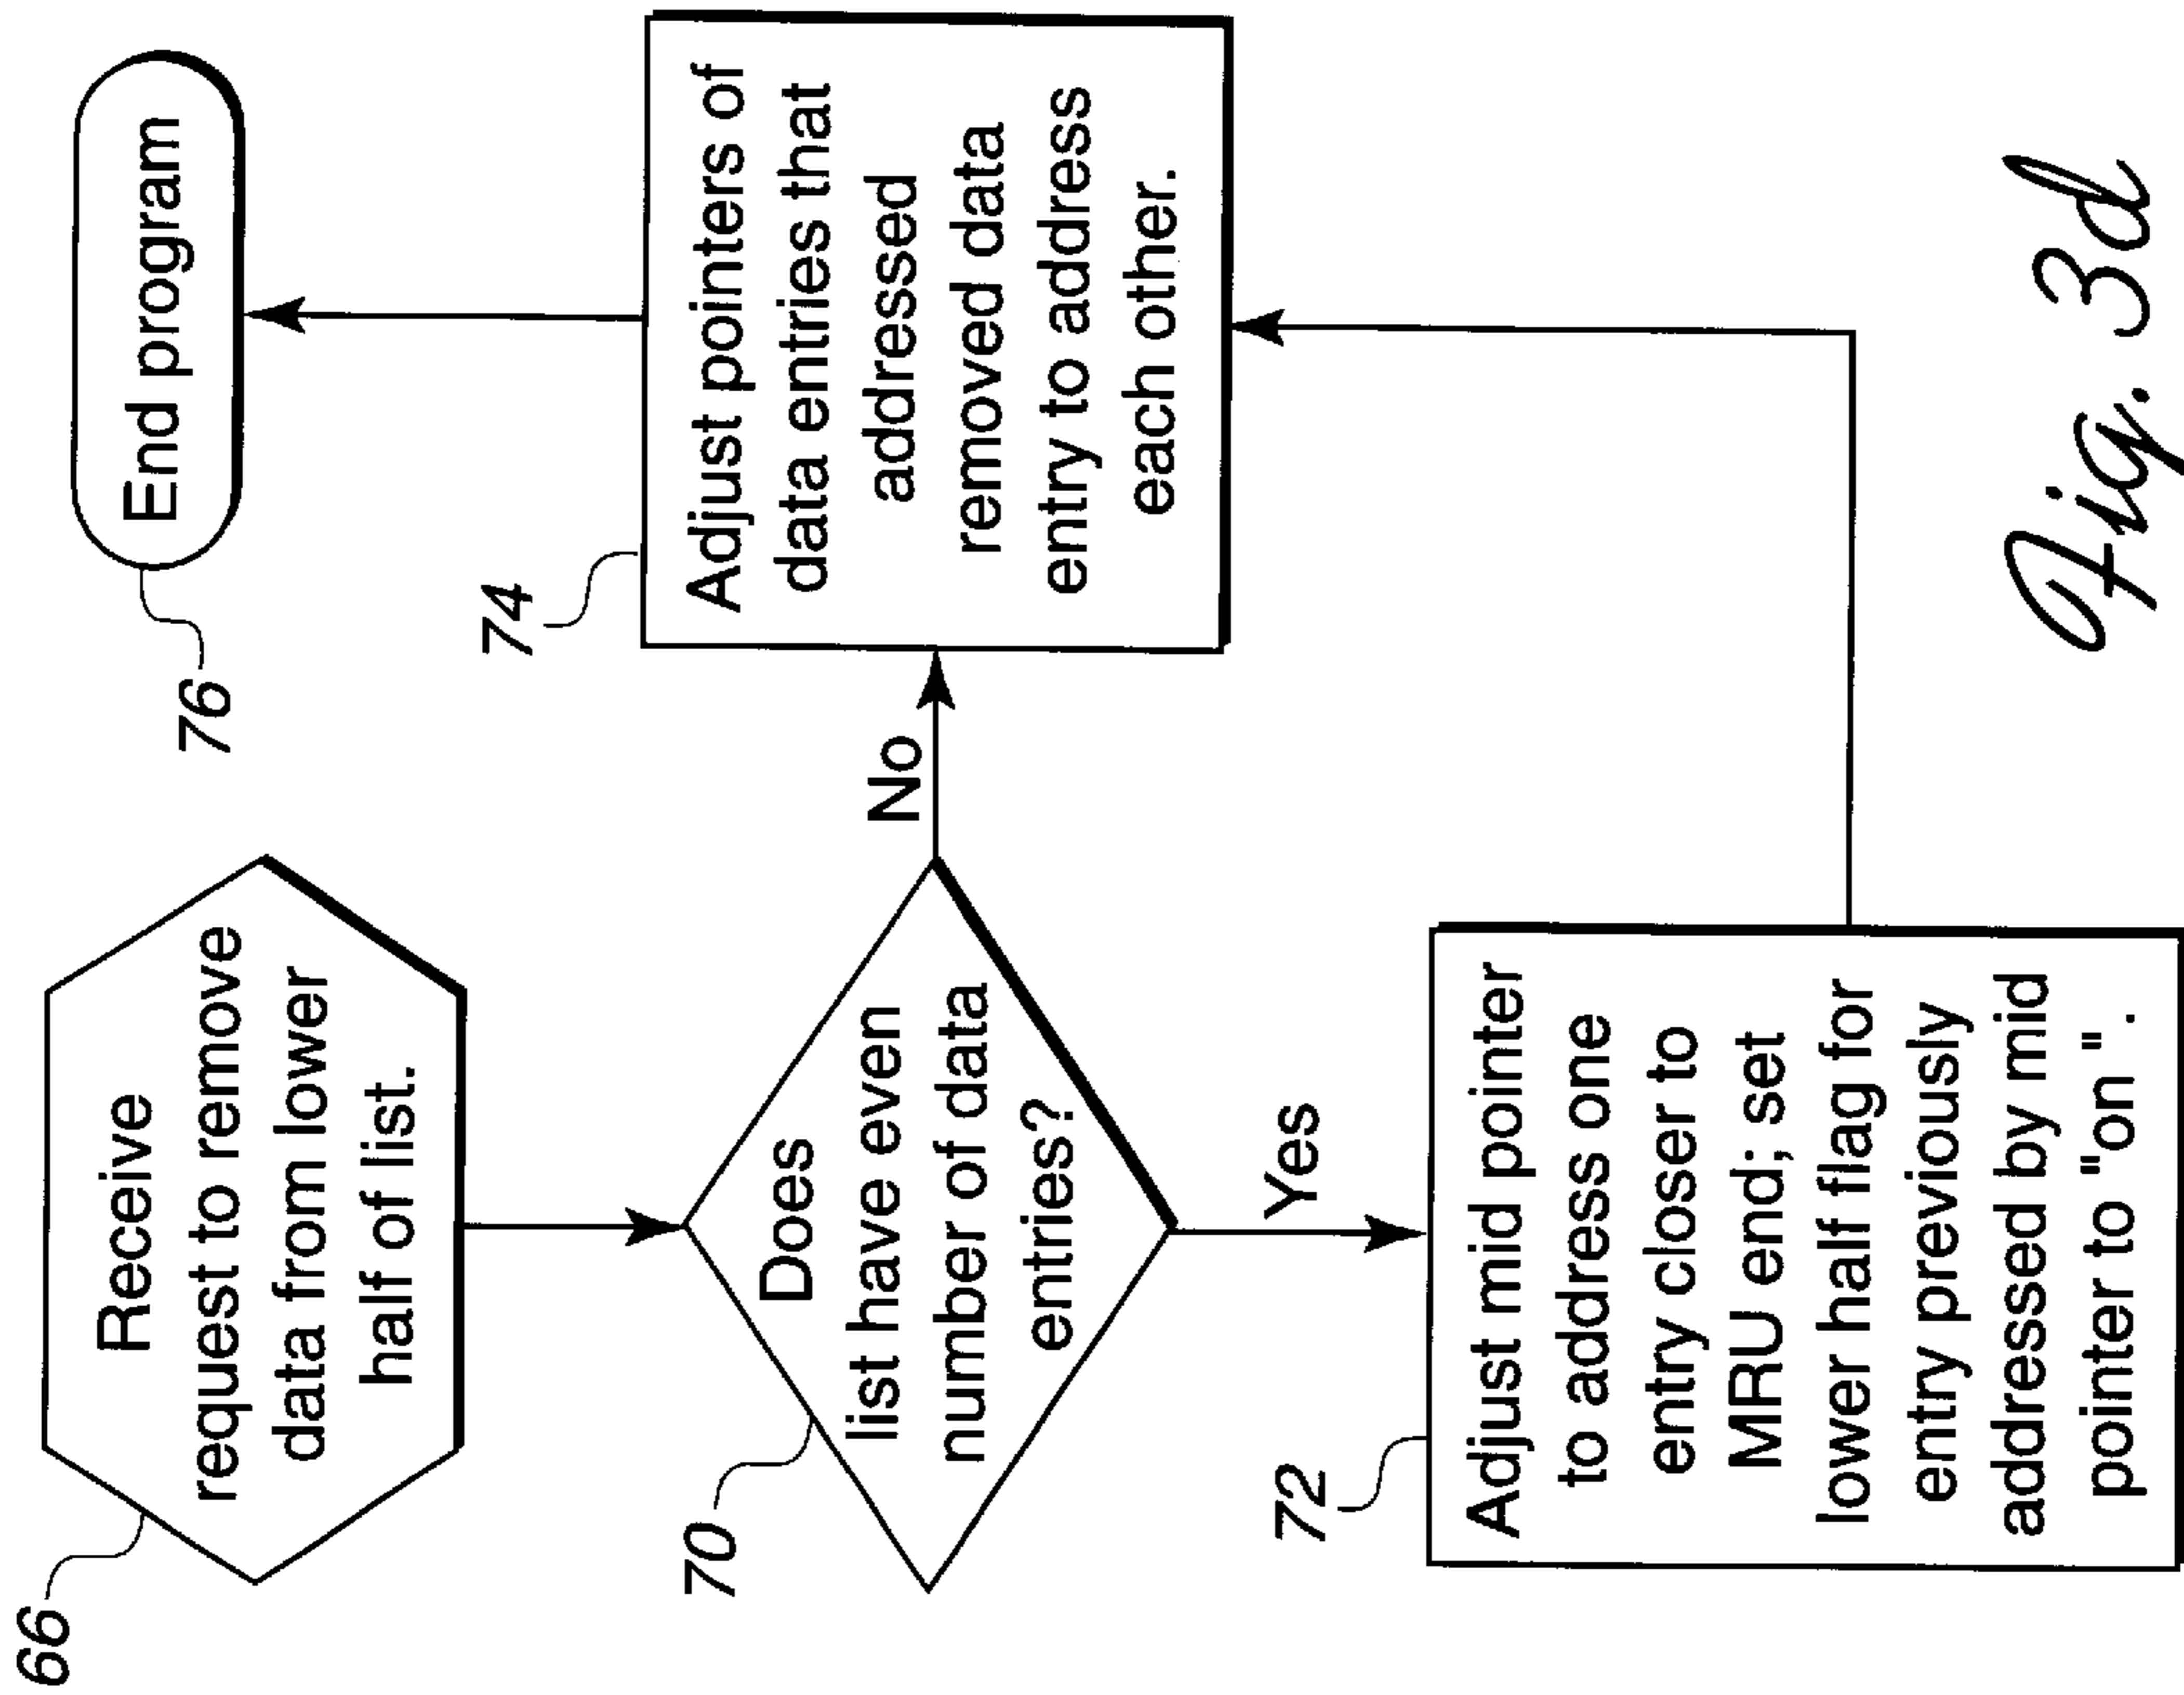 66
Receive
request to remove
data from lower
half of list.
70
Does
list have even
number of data
entries?
No
Yes
72
Adjust mid pointer
to address one
entry closer to
MRU end; set
lower half flag for
entry previously
addressed by mid
pointer to "on ".
74
Adjust pointers of
data entries that
addressed
removed data
entry to address
each other.
76
End program
Fig. 3d